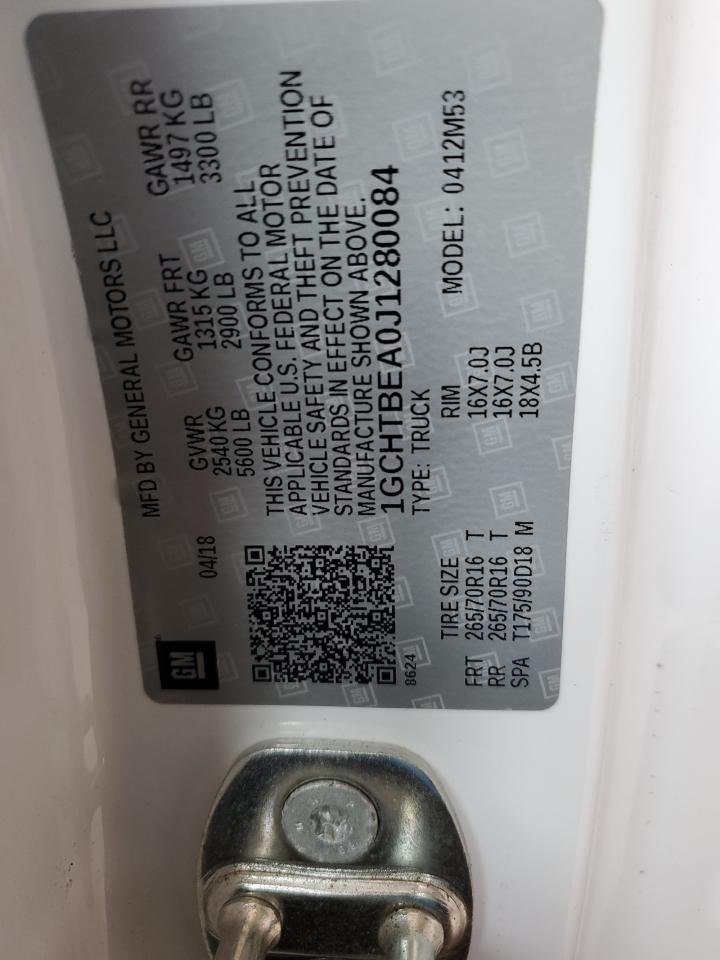 GM
MFD BY GENERAL MOTORS LLC
04/18
GVWR GAWR FRT GAWR RR
2540 KG 1315 KG 1497 KG
5600 LB 2900 LB 3300 LB
THIS VEHICLE CONFORMS TO ALL
APPLICABLE U.S. FEDERAL MOTOR
VEHICLE SAFETY AND THEFT PREVENTION
STANDARDS IN EFFECT ON THE DATE OF
MANUFACTURE SHOWN ABOVE.
1GCHTBEA0J1280084
8624
TYPE: TRUCK
MODEL: 0412M53
TIRE SIZE RIM
FRT 265/70R16 T 16X7.0J
RR 265/70R16 T 16X7.0J
SPA T175/90D18 M 18X4.5B